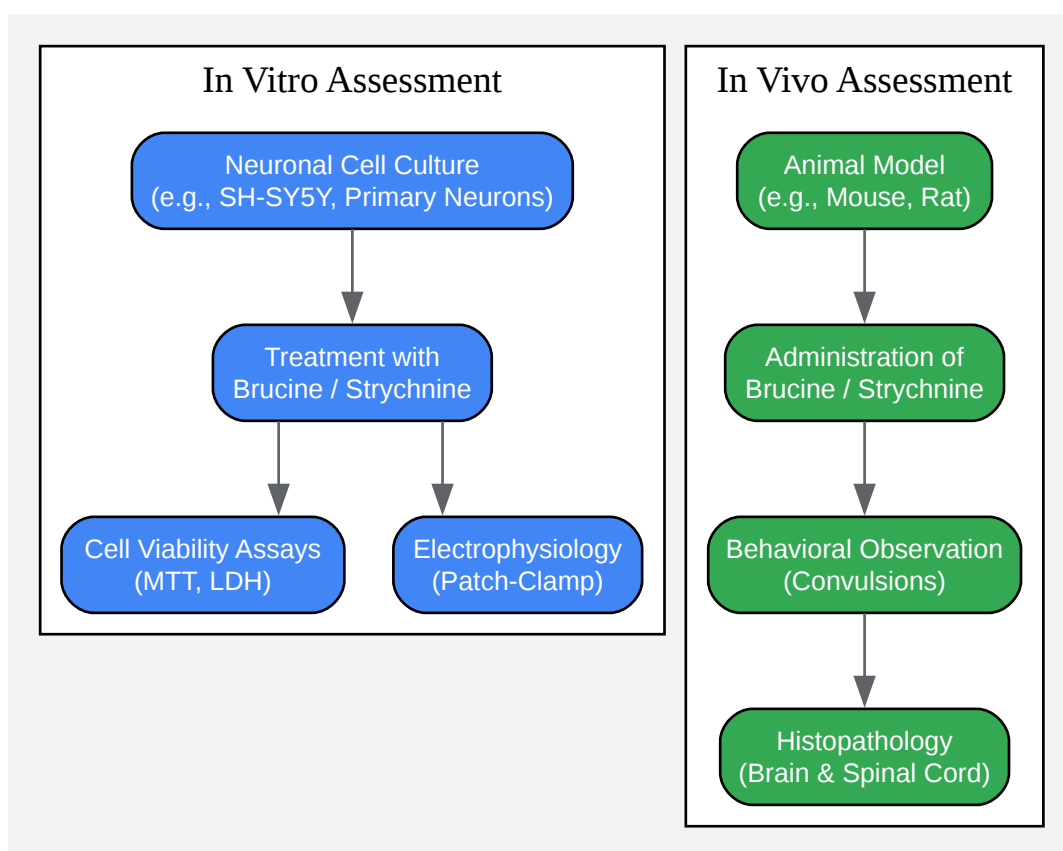 In Vitro Assessment
Neuronal Cell Culture
(e.g., SH-SY5Y, Primary Neurons)
Treatment with
Brucine / Strychnine
Cell Viability Assays
(MTT, LDH)
Electrophysiology
(Patch-Clamp)
In Vivo Assessment
Animal Model
(e.g., Mouse, Rat)
Administration of
Brucine / Strychnine
Behavioral Observation
(Convulsions)
Histopathology
(Brain & Spinal Cord)